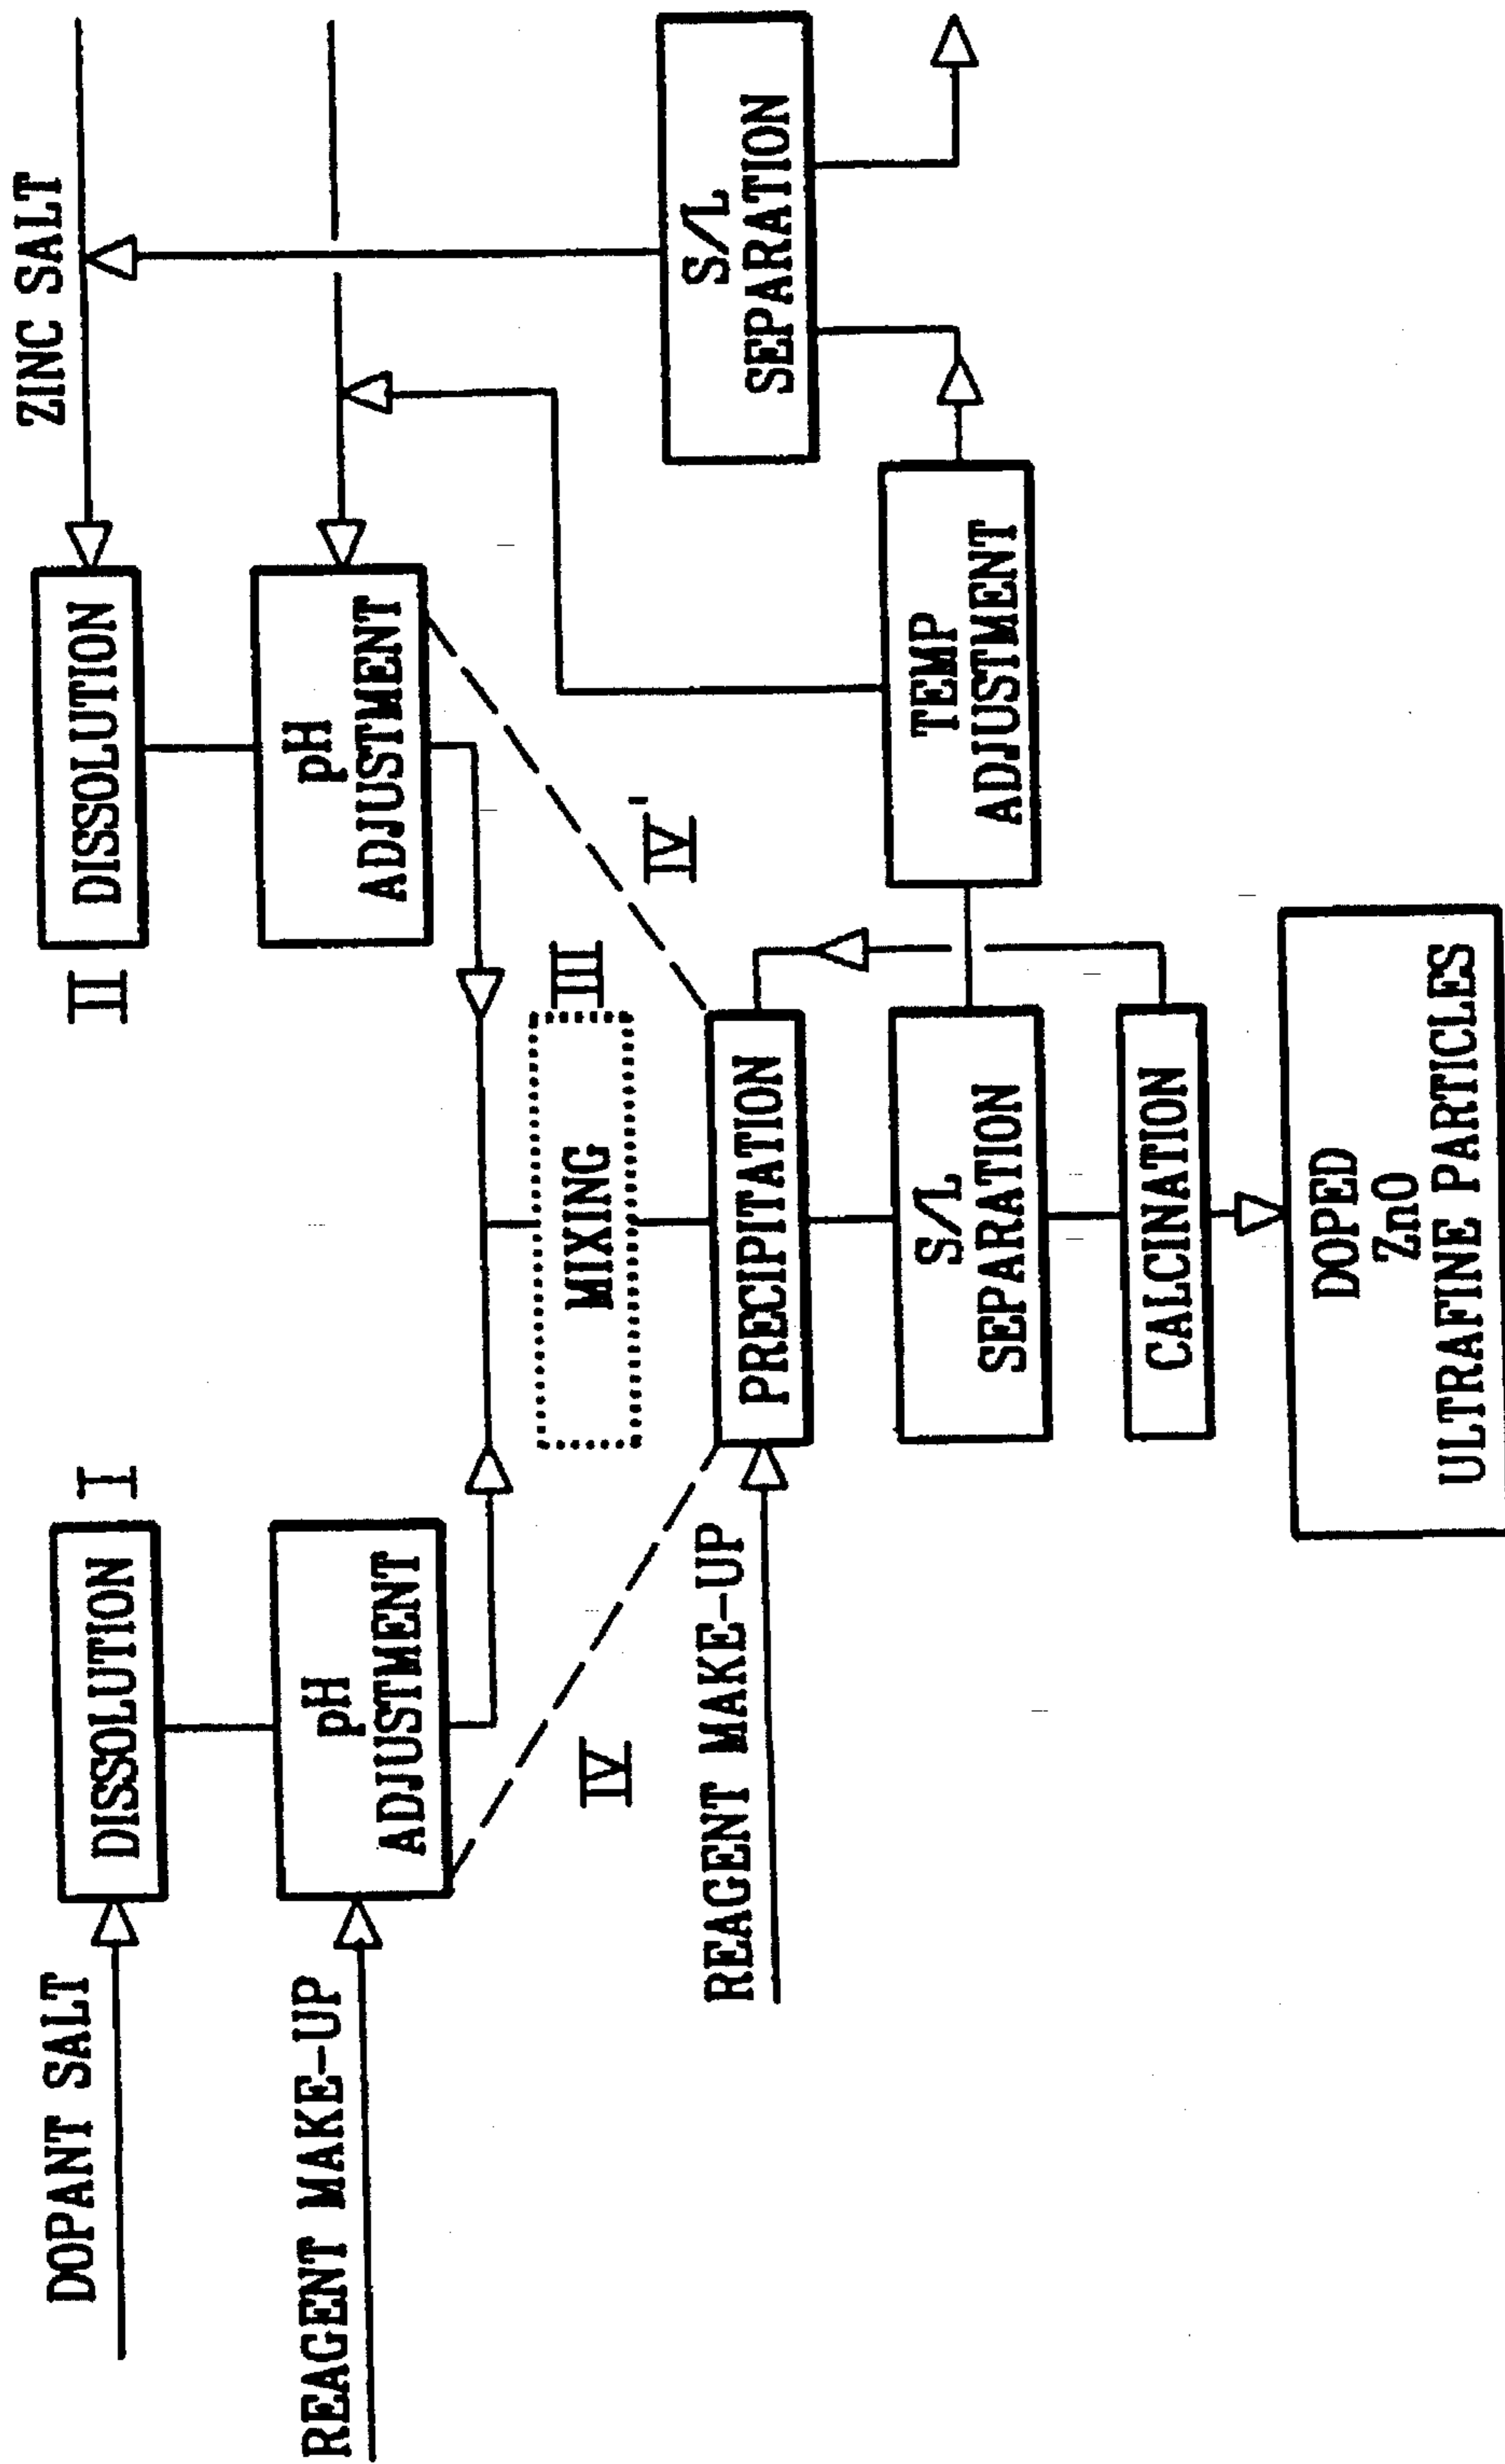 DOPANT SALT
DISSOLUTION
I
II
DISSOLUTION
ZINC SALT
REAGENT MAKE-UP
pH
ADJUSTMENT
pH
ADJUSTMENT
IV
III
IV'
MIXING
REAGENT MAKE-UP
PRECIPITATION
S/L
SEPARATION
S/L
SEPARATION
TEMP
ADJUSTMENT
CALCINATION
DOPED
ZnO
ULTRAFINE PARTICLES